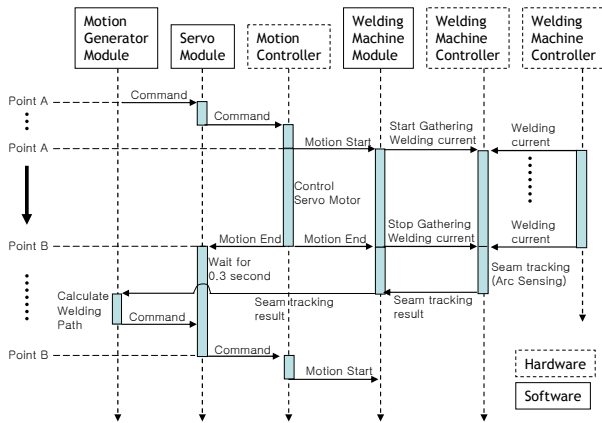 Motion
Generator
Module
Servo
Module
Motion
Controller
Welding
Machine
Module
Welding
Machine
Controller
Welding
Machine
Controller
Point A
Command
Command
Point A
Motion Start
Start Gathering
Welding current
Welding
current
Control
Servo Motor
Point B
Motion End
Motion End
Stop Gathering
Welding current
Welding
current
Wait for
0.3 second
Seam tracking
(Arc Sensing)
Calculate
Welding
Path
Seam tracking
result
Seam tracking
result
Command
Point B
Command
Motion Start
Hardware
Software